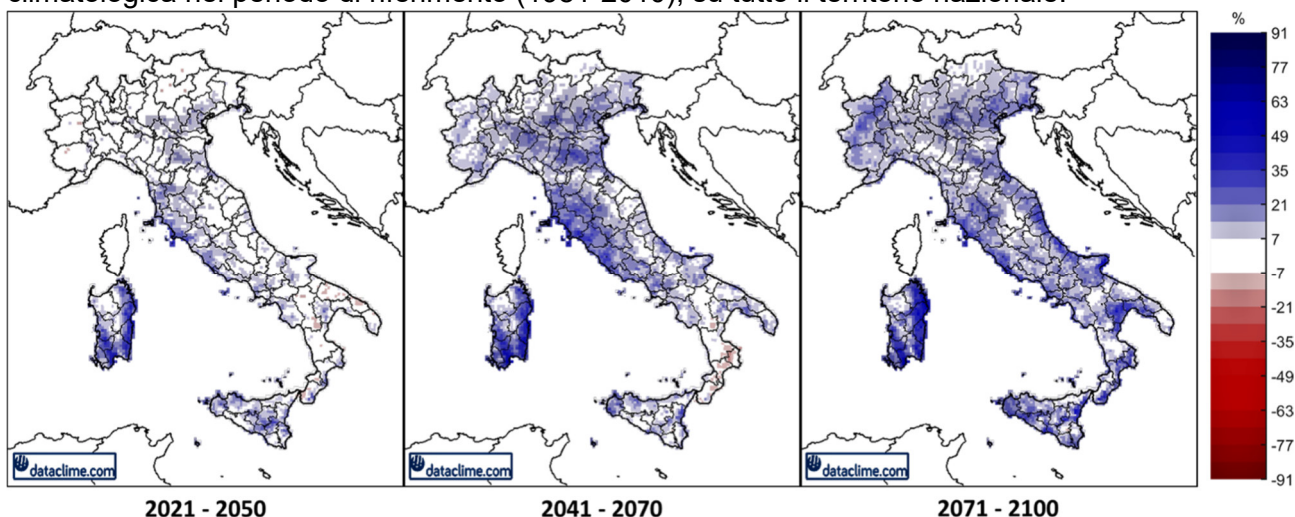 climatologica nel periodo di riferimento (1981-2010), su tutto il territorio nazionale.
%
91
77
63
49
35
21
7
-7
-21
-35
-49
-63
-77
-91
dataclime.com
dataclime.com
dataclime.com
2021 - 2050
2041 - 2070
2071 - 2100